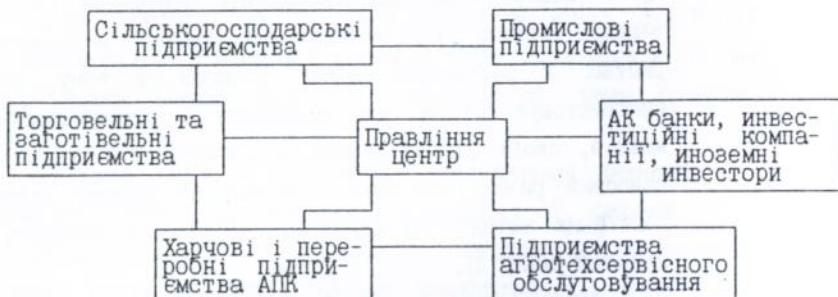 Сільськогосподарські
підприємства
Промислові
підприємства
Торговельні та
заготівельні
підприємства
Правління
центр
АК банки, инвес-
тиційні компа-
нії, иноземні
инвестори
Харчові і пере-
робні підпри-
ємства АПК
Підприємства
агротехсервісного
обслуговування